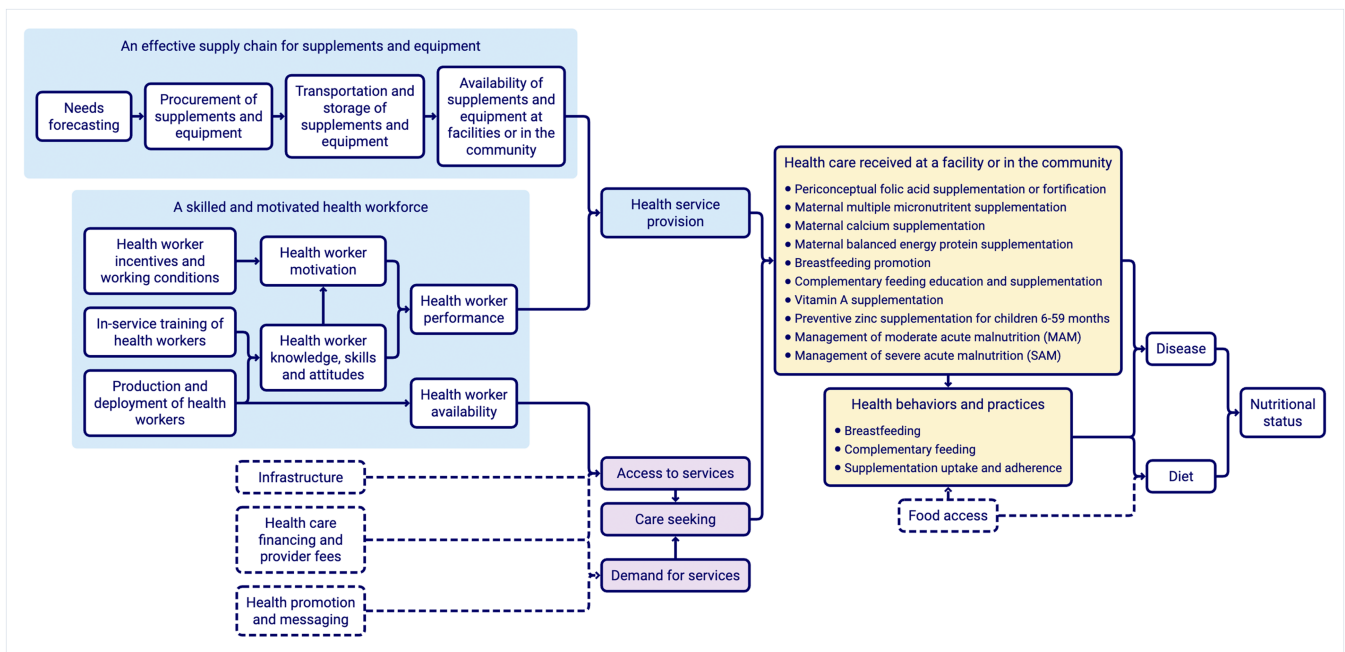 An effective supply chain for supplements and equipment
Needs
forecasting
Procurement of
supplements and
equipment
Transportation and
storage of
supplements and
equipment
Availability of
supplements and
equipment at
facilities or in the
community
A skilled and motivated health workforce
Health worker
incentives and
working conditions
Health worker
motivation
In-service training of
health workers
Health worker
knowledge, skills
and attitudes
Production and
deployment of health
workers
Health worker
performance
Health worker
availability
Infrastructure
Health care
financing and
provider fees
Health promotion
and messaging
Health service
provision
Access to services
Care seeking
Demand for services
Health care received at a facility or in the community
● Periconceptual folic acid supplementation or fortification
● Maternal multiple micronutritent supplementation
● Maternal calcium supplementation
● Maternal balanced energy protein supplementation
● Breastfeeding promotion
● Complementary feeding education and supplementation
● Vitamin A supplementation
● Preventive zinc supplementation for children 6-59 months
● Management of moderate acute malnutrition (MAM)
● Management of severe acute malnutrition (SAM)
Health behaviors and practices
● Breastfeeding
● Complementary feeding
● Supplementation uptake and adherence
Food access
Disease
Diet
Nutritional
status